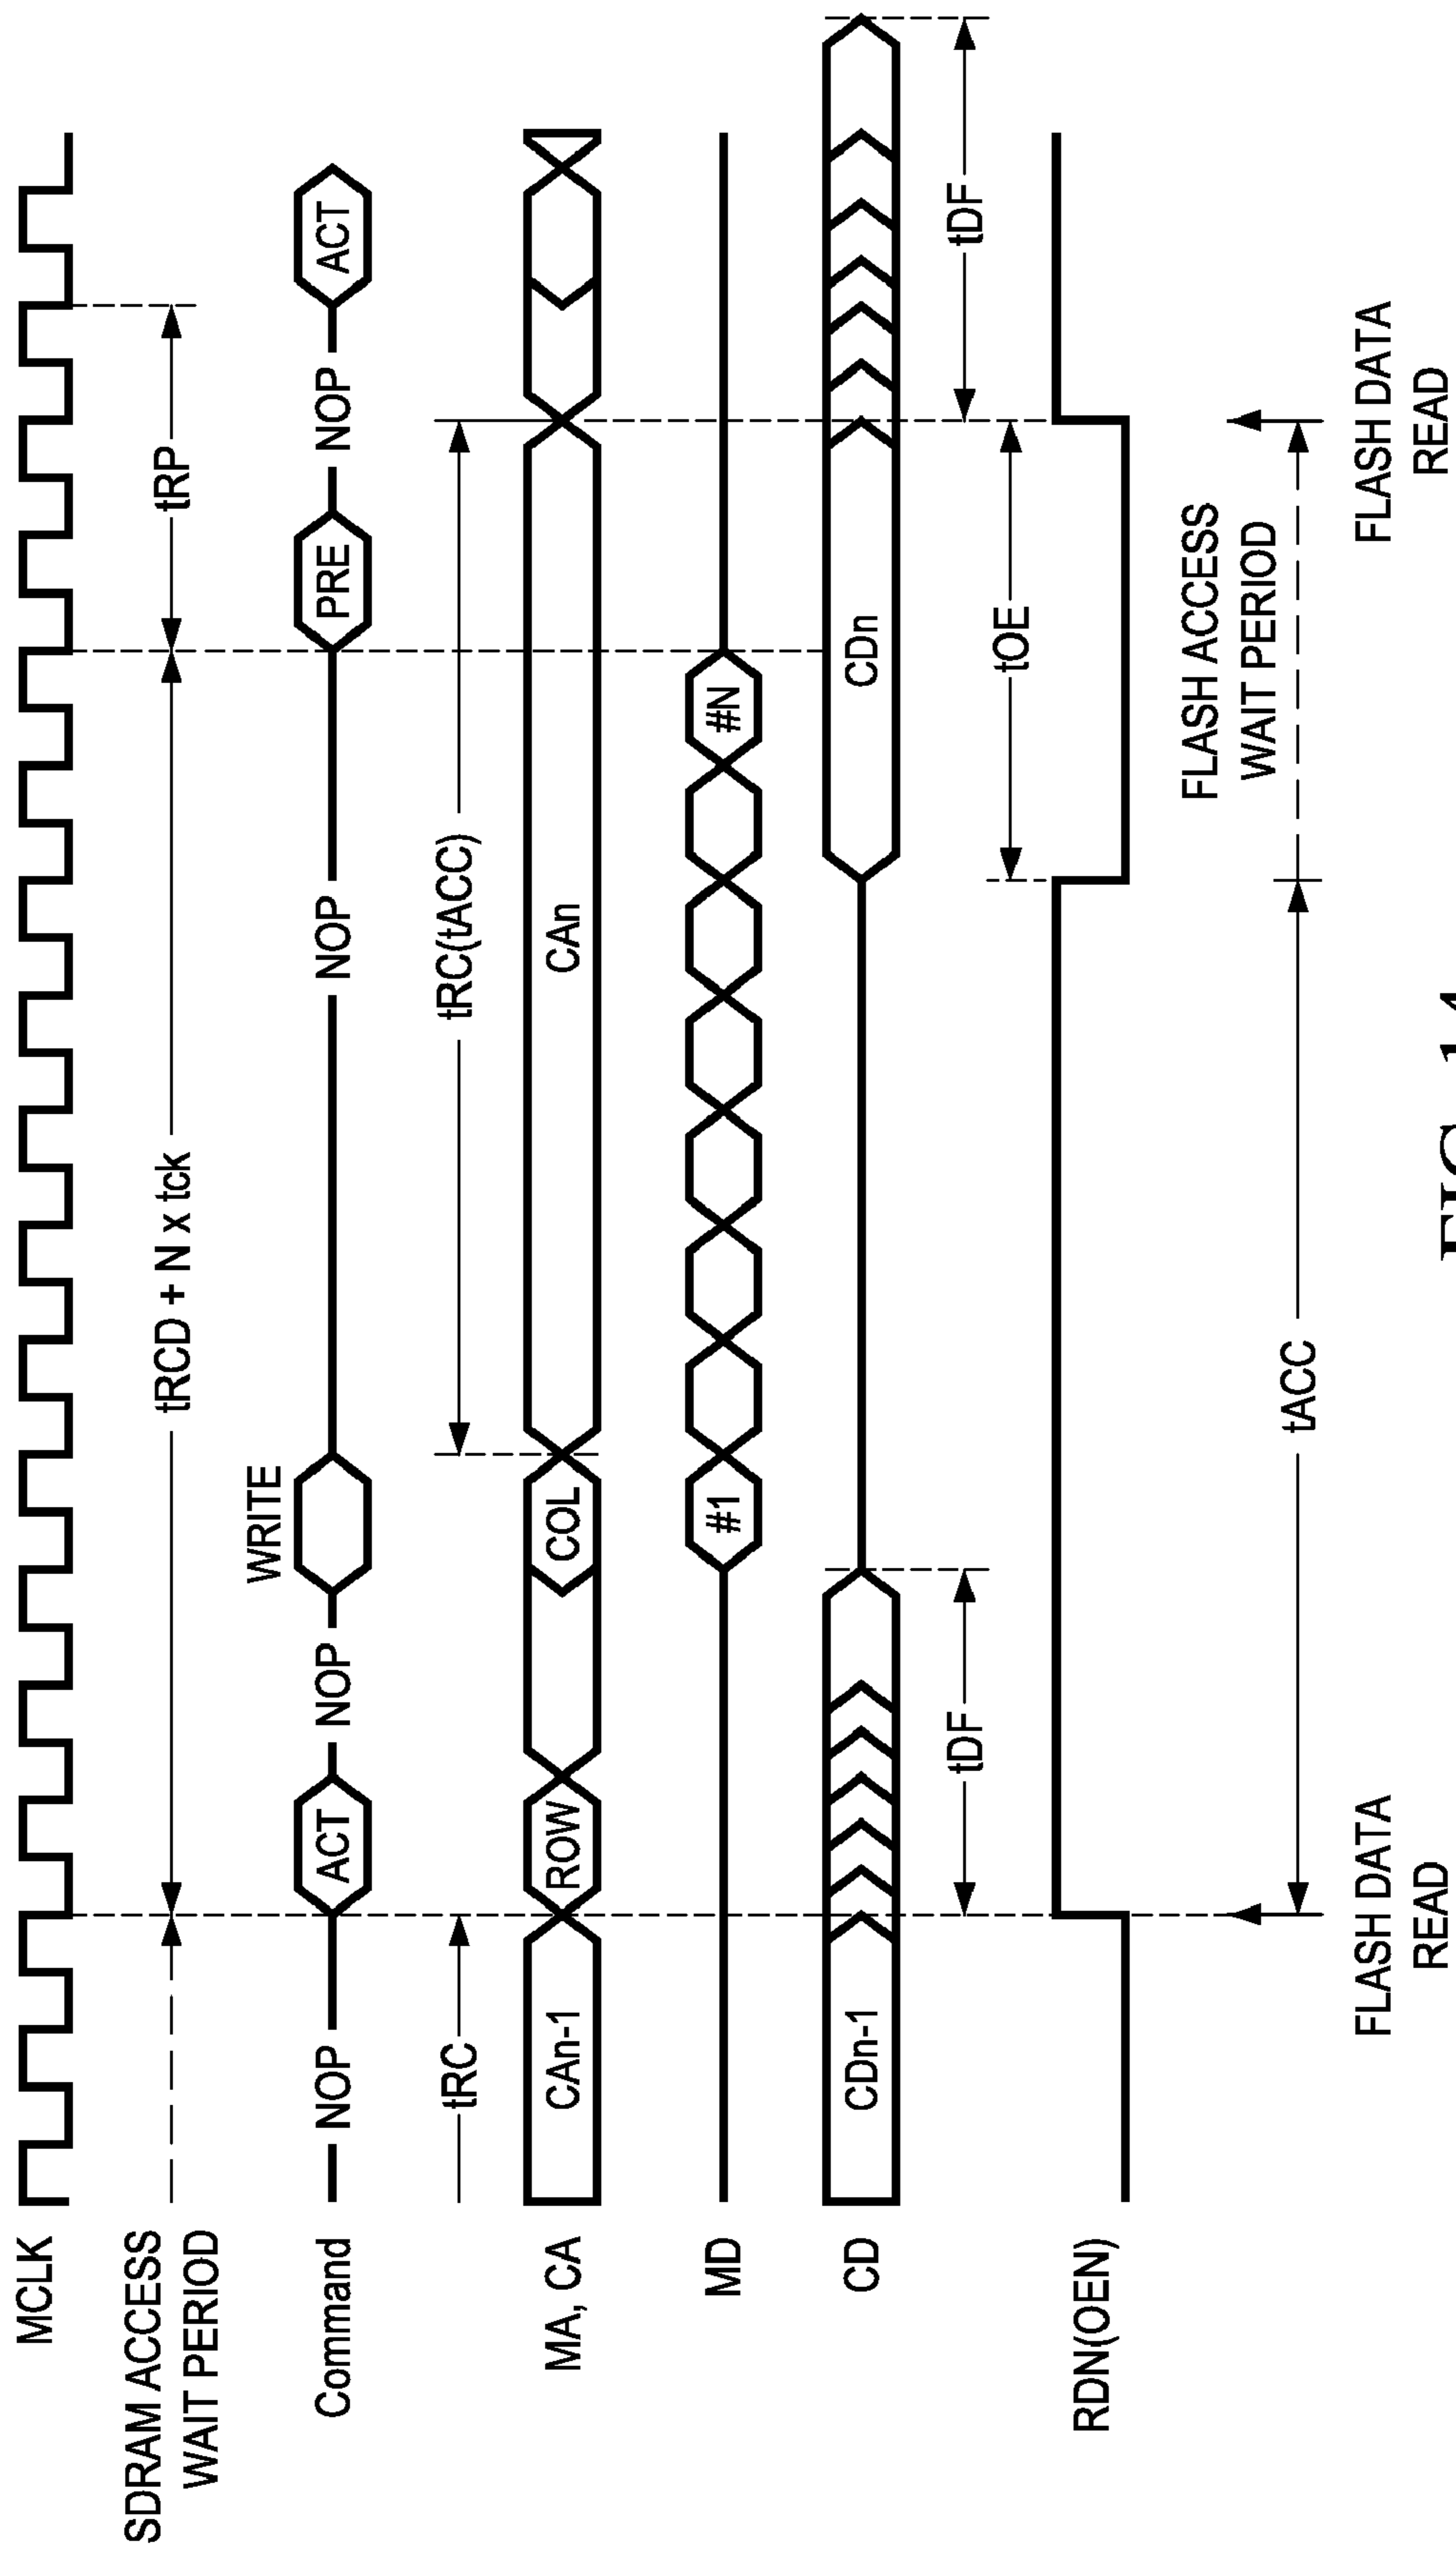 MCLK
SDRAM ACCESS
WAIT PERIOD
tRCD + N x tck
tRP
WRITE
Command
NOP
ACT
NOP
NOP
PRE
NOP
ACT
tRC
tRC(tACC)
MA, CA
CAn-1
ROW
COL
CAn
MD
#1
#N
CD
CDn-1
CDn
tDF
tDF
tOE
RDN(OEN)
FLASH ACCESS
WAIT PERIOD
tACC
FLASH DATA
READ
FLASH DATA
READ